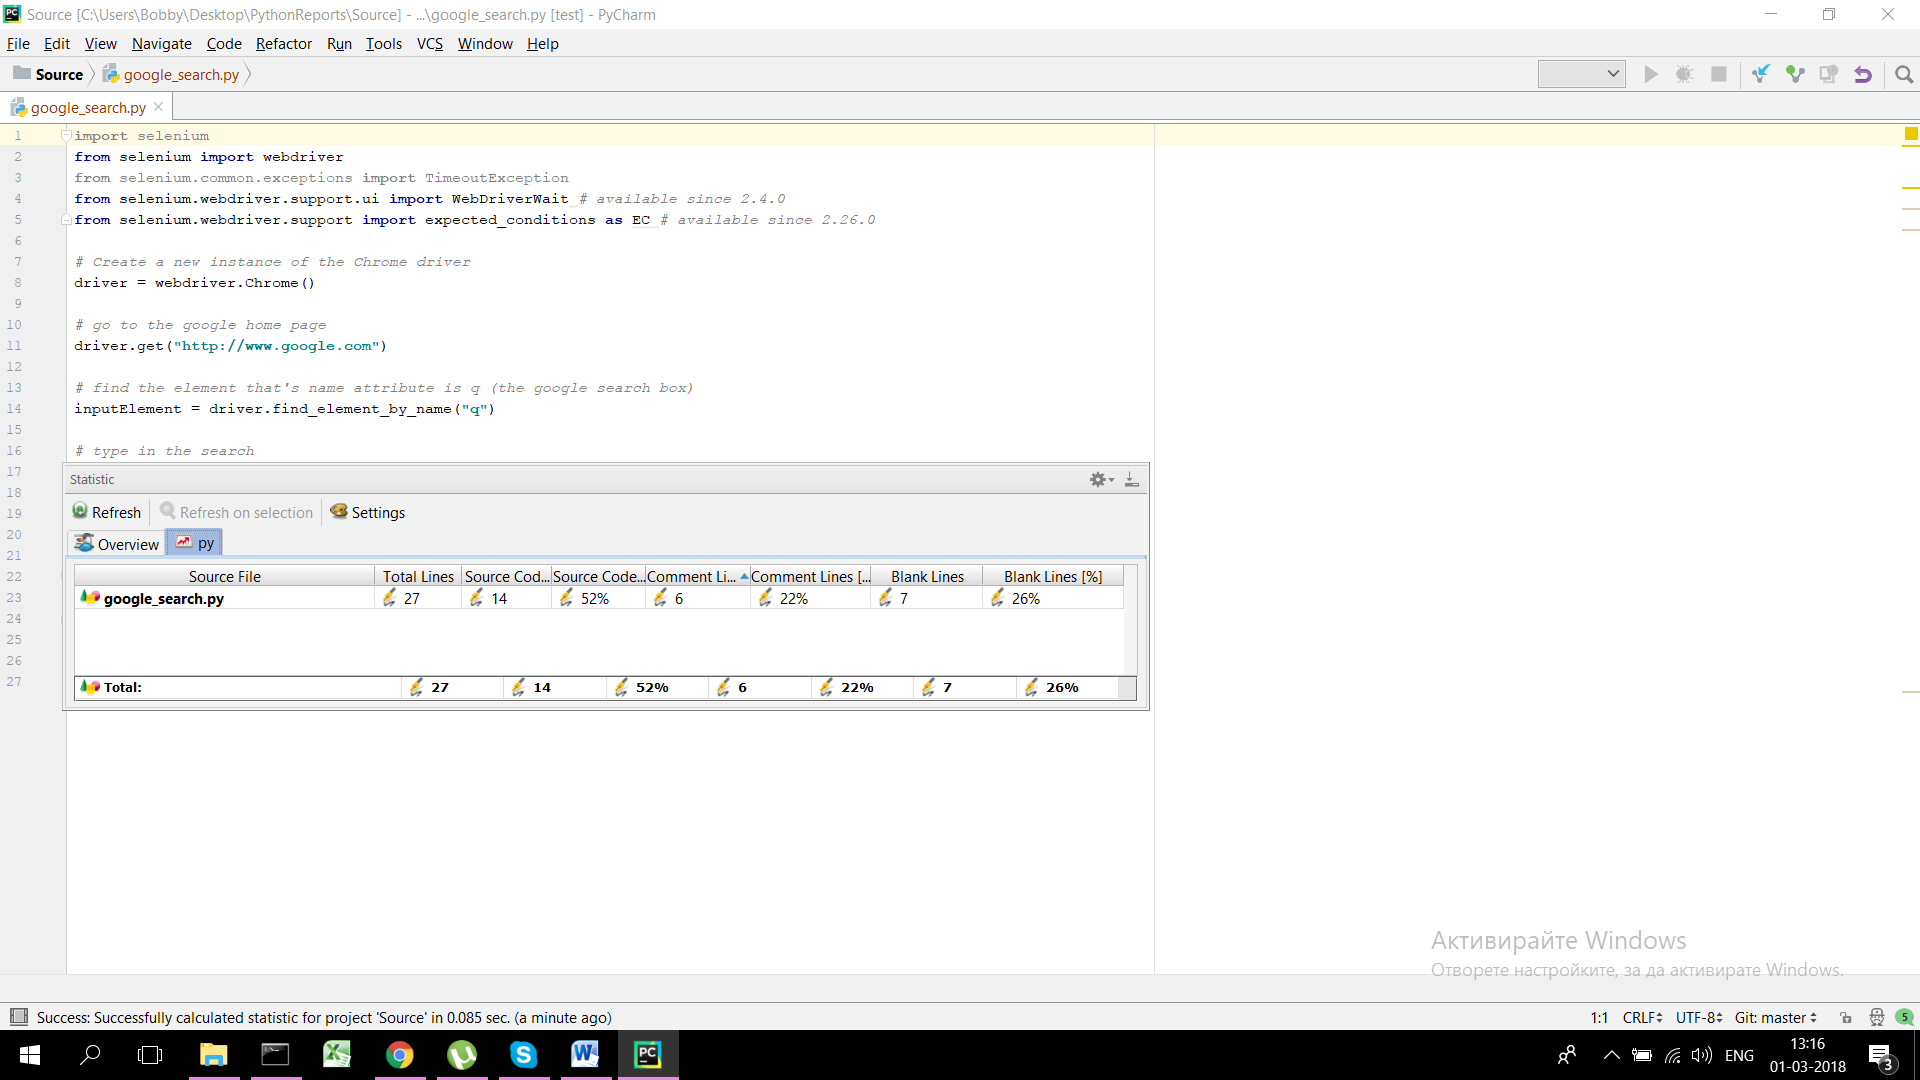 Source [C:\Users\Bobby\Desktop\PythonReports\Source] - ...\google_search.py [test] - PyCharm
File Edit View Navigate Code Refactor Run Tools VCS Window Help
Source google_search.py
google_search.py
1 import selenium
2 from selenium import webdriver
3 from selenium.common.exceptions import TimeoutException
4 from selenium.webdriver.support.ui import WebDriverWait # available since 2.4.0
5 from selenium.webdriver.support import expected_conditions as EC # available since 2.26.0
6
7 # Create a new instance of the Chrome driver
8 driver = webdriver.Chrome()
9
10 # go to the google home page
11 driver.get("http://www.google.com")
12
13 # find the element that's name attribute is q (the google search box)
14 inputElement = driver.find_element_by_name("q")
15
16 # type in the search
17
18
19
20
21
22
23
24
25
26
27
Statistic
Refresh Refresh on selection Settings
Overview py
Source File Total Lines Source Cod... Source Code... Comment Li... Comment Lines [... Blank Lines Blank Lines [%]
google_search.py 27 14 52% 6 22% 7 26%
Total: 27 14 52% 6 22% 7 26%
Активирайте Windows
Отворете настройките, за да активирате Windows.
Success: Successfully calculated statistic for project 'Source' in 0.085 sec. (a minute ago) 1:1 CRLF UTF-8 Git: master 5
PC ENG 13:16
01-03-2018 3